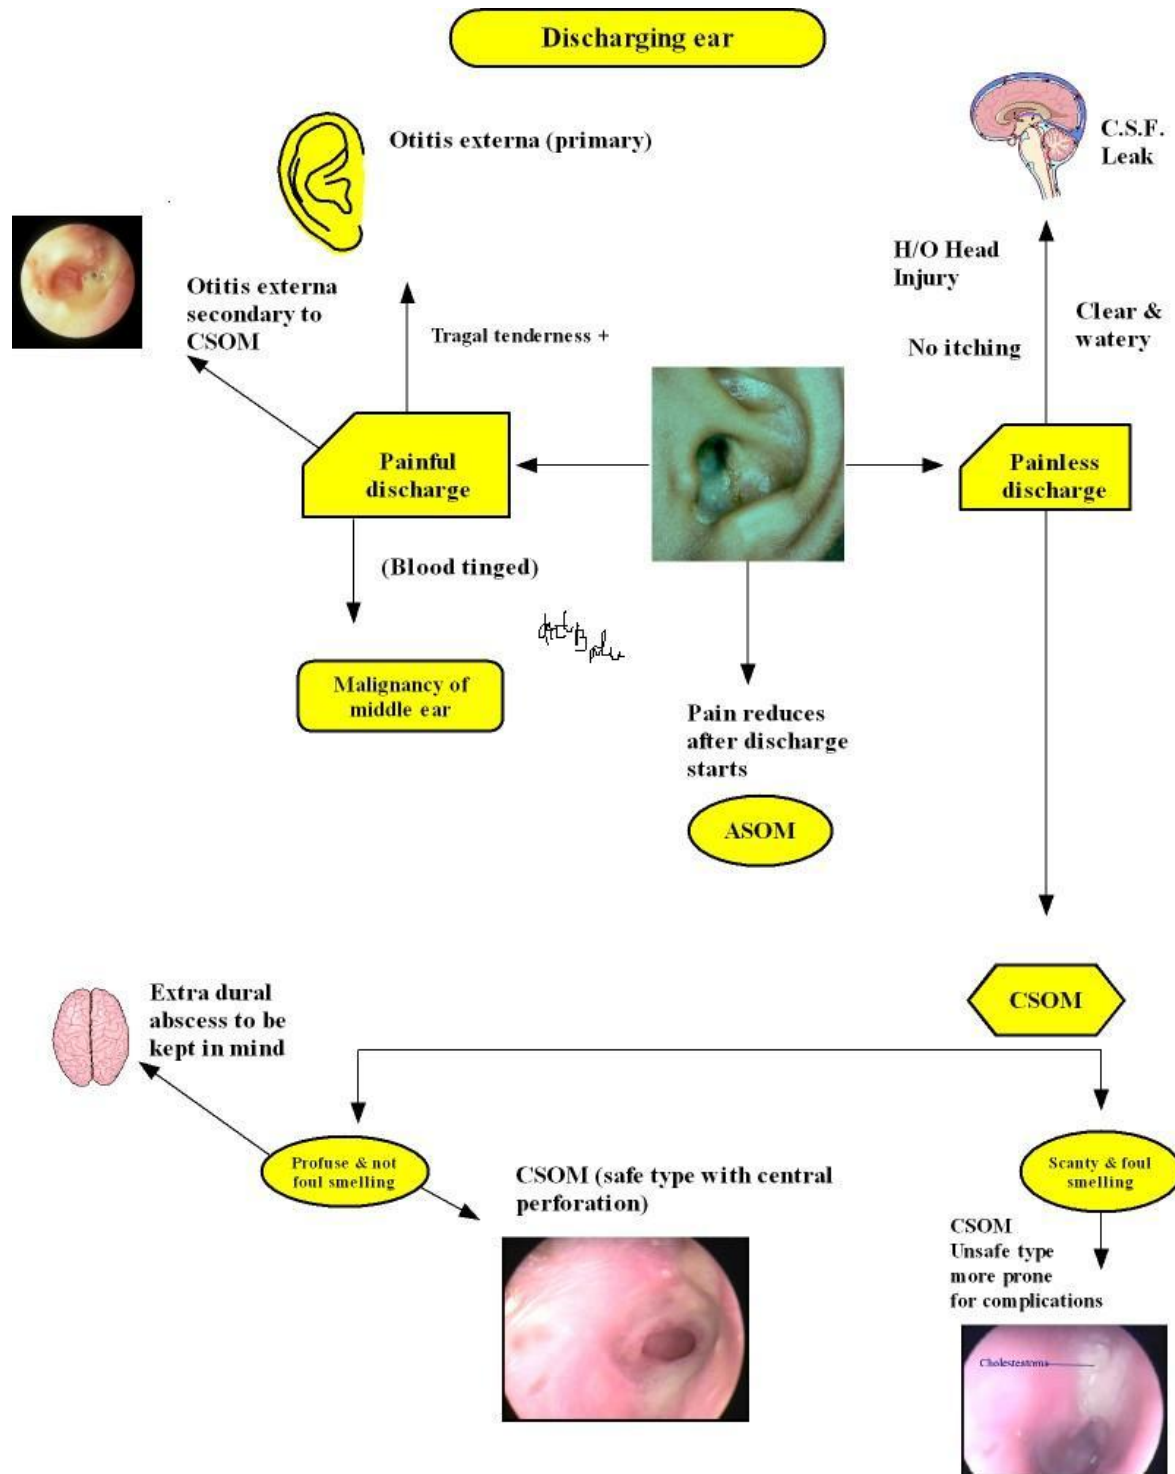 Discharging ear
Otitis externa (primary)
C.S.F.
Leak
H/O Head
Injury
Otitis externa
secondary to
CSOM
Clear &
watery
Tragal tenderness +
No itching
Painful
discharge
Painless
discharge
(Blood tinged)
Malignancy of
middle ear
Pain reduces
after discharge
starts
ASOM
Extra dural
abscess to be
kept in mind
CSOM
Profuse & not
foul smelling
Scanty & foul
smelling
CSOM (safe type with central
perforation)
CSOM
Unsafe type
more prone
for complications
Cholesteatoma